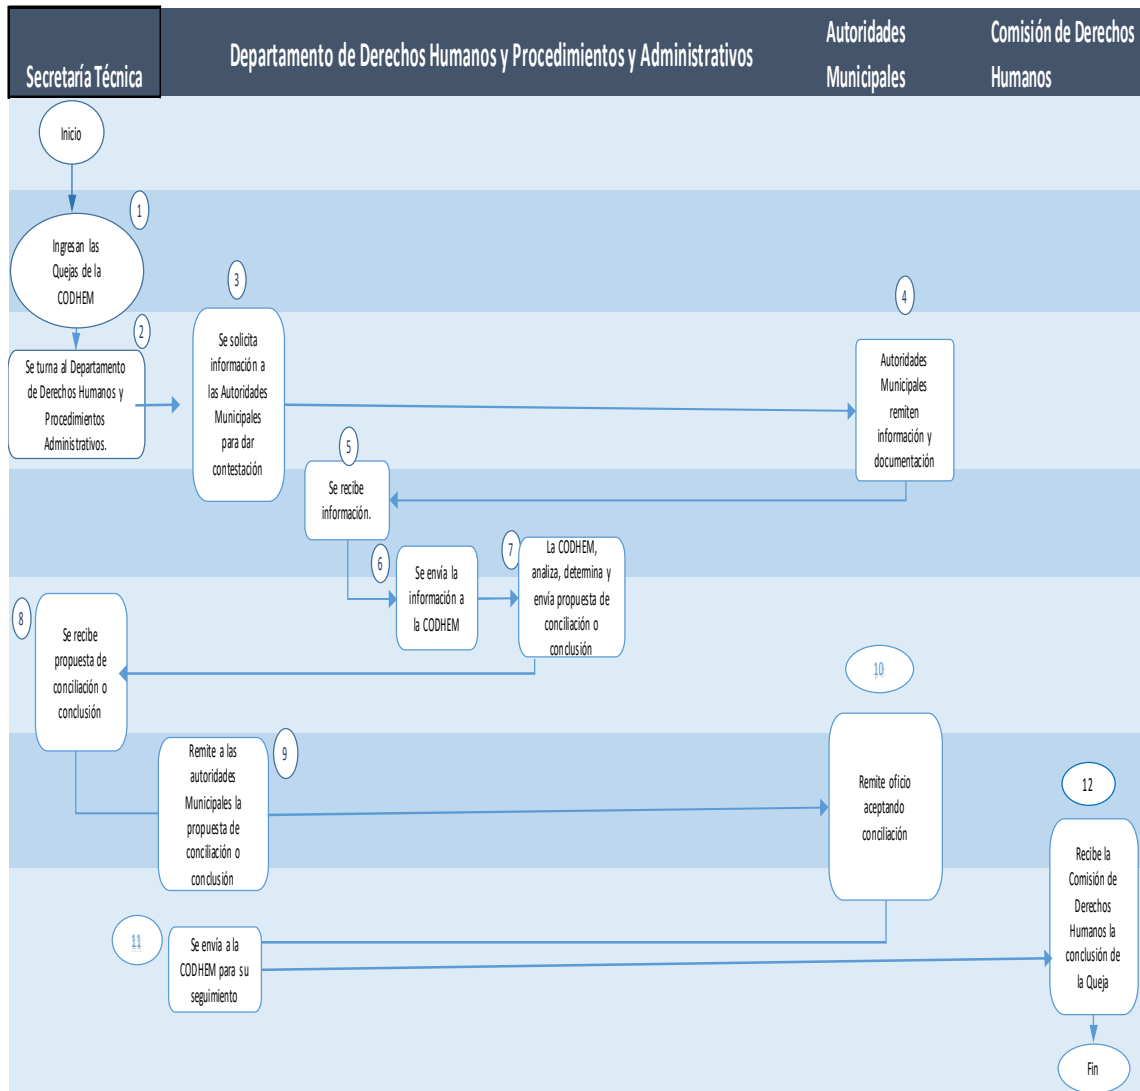 Secretaría Técnica
Departamento de Derechos Humanos y Procedimientos y Administrativos
Autoridades
Municipales
Comisión de Derechos
Humanos
Inicio
1
Ingresan las
Quejas de la
CODHEM
2
Se turna al Departamento
de Derechos Humanos y
Procedimientos
Administrativos.
3
Se solicita
información a
las Autoridades
Municipales
para dar
contestación
4
Autoridades
Municipales
remiten
información y
documentación
5
Se recibe
información.
6
Se envía la
información a
la CODHEM
7
La CODHEM,
analiza, determina y
envía propuesta de
conciliación o
conclusión
8
Se recibe
propuesta de
conciliación o
conclusión
9
Remite a las
autoridades
Municipales la
propuesta de
conciliación o
conclusión
10
Remite oficio
aceptando
conciliación
11
Se envía a la
CODHEM para su
seguimiento
12
Recibe la
Comisión de
Derechos
Humanos la
conclusión de
la Queja
Fin